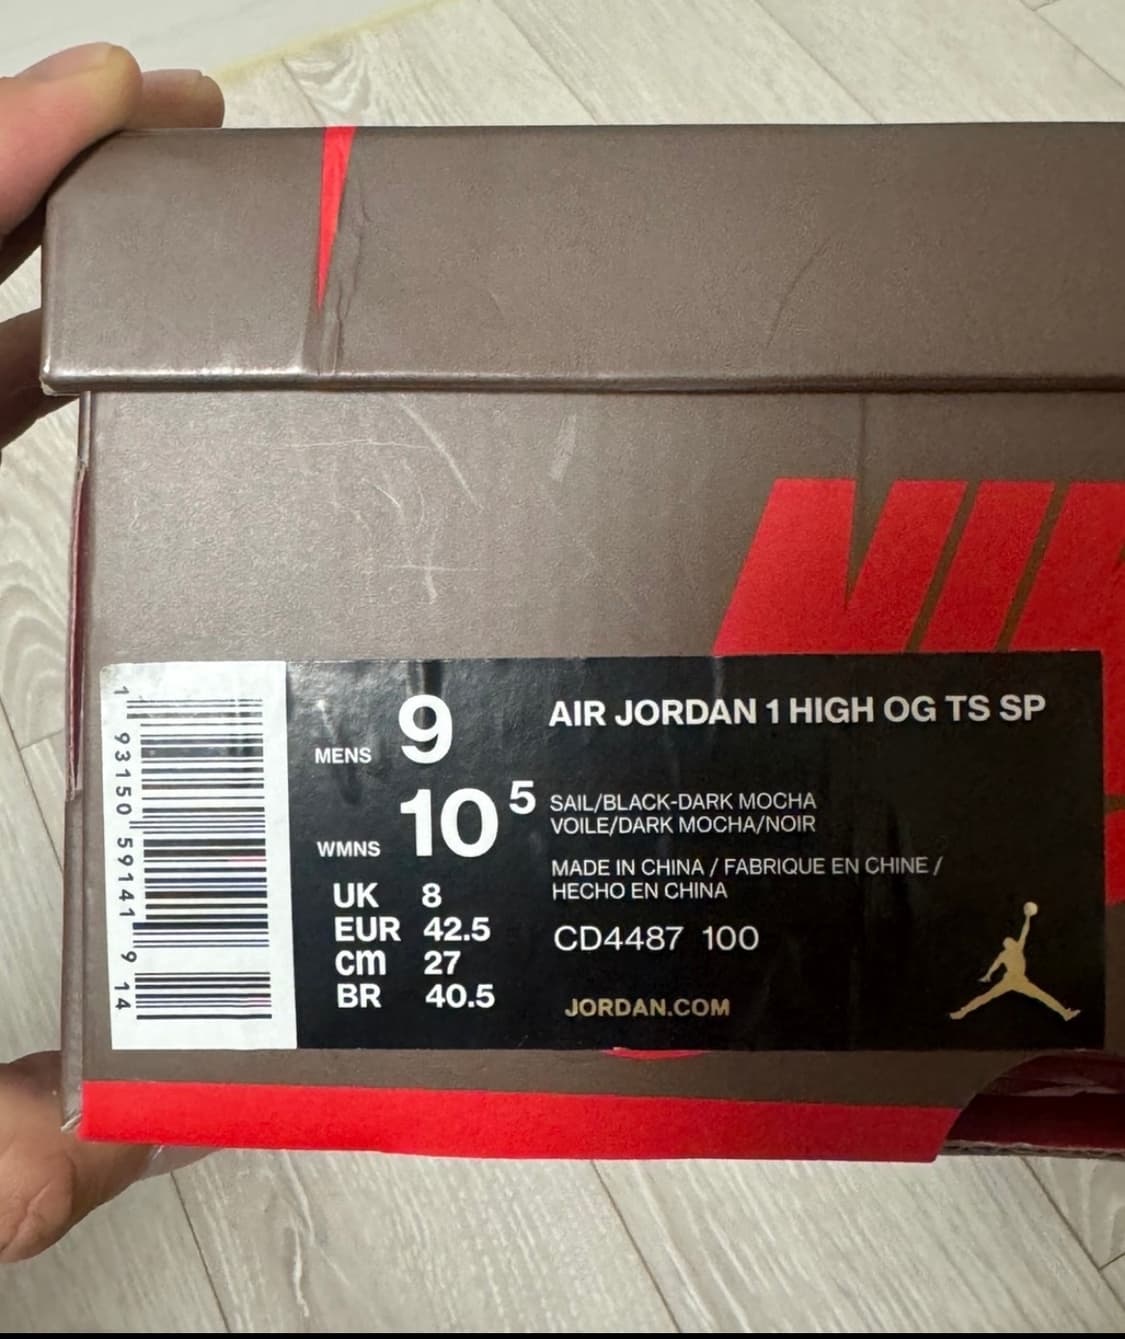 NIK
MENS 9
WMNS 10 5
UK 8
EUR 42.5
cm 27
BR 40.5
AIR JORDAN 1 HIGH OG TS SP
SAIL/BLACK-DARK MOCHA
VOILE/DARK MOCHA/NOIR
MADE IN CHINA / FABRIQUE EN CHINE /
HECHO EN CHINA
CD4487 100
JORDAN.COM
1 93150 59141 9 14